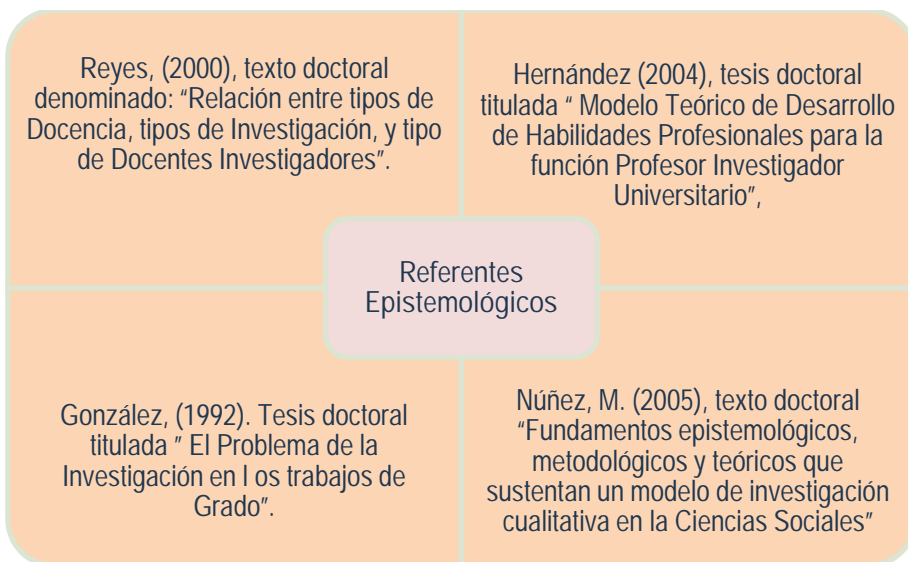 Reyes, (2000), texto doctoral
denominado: “Relación entre tipos de
Docencia, tipos de Investigación, y tipo
de Docentes Investigadores”.
Hernández (2004), tesis doctoral
titulada “ Modelo Teórico de Desarrollo
de Habilidades Profesionales para la
función Profesor Investigador
Universitario”,
Referentes
Epistemológicos
González, (1992). Tesis doctoral
titulada ” El Problema de la
Investigación en l os trabajos de
Grado”.
Núñez, M. (2005), texto doctoral
“Fundamentos epistemológicos,
metodológicos y teóricos que
sustentan un modelo de investigación
cualitativa en la Ciencias Sociales”